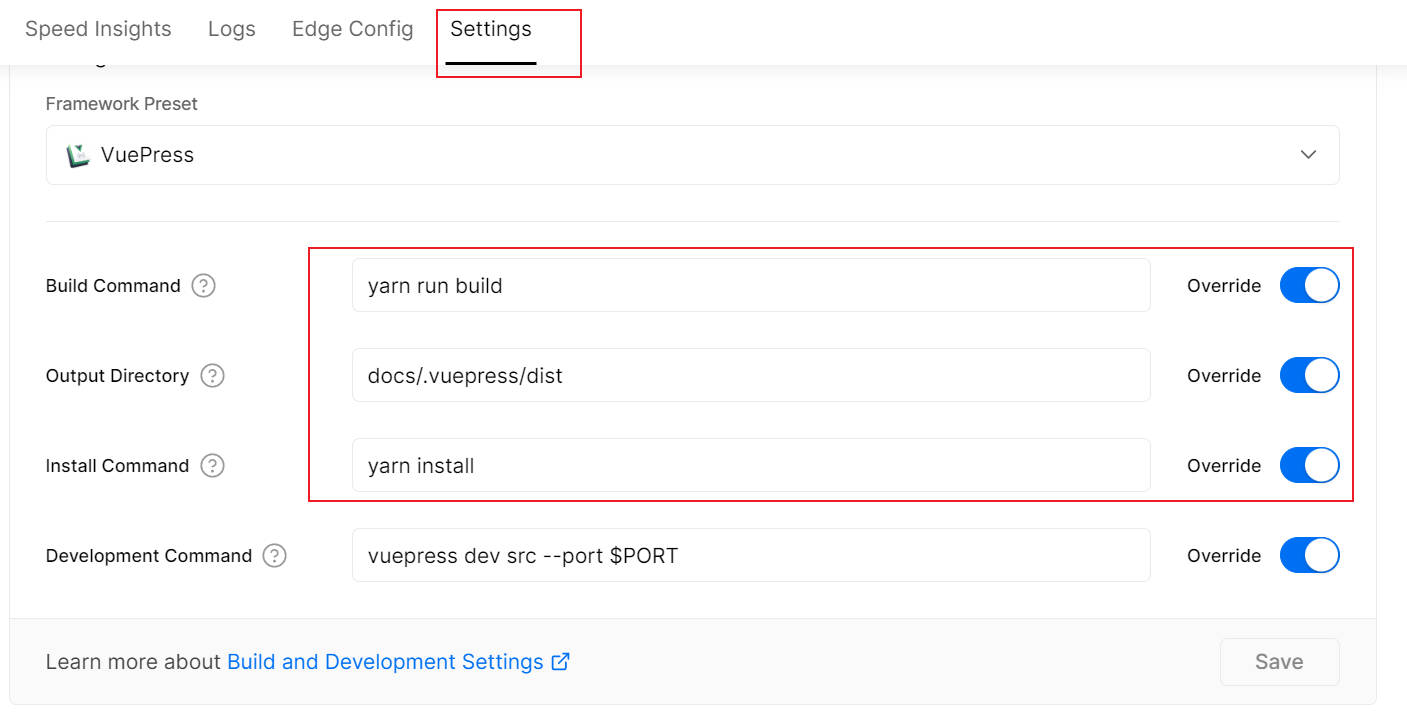 Speed Insights Logs Edge Config Settings
Framework Preset
VuePress
Build Command ? yarn run build Override
Output Directory ? docs/.vuepress/dist Override
Install Command ? yarn install Override
Development Command ? vuepress dev src --port $PORT Override
Learn more about Build and Development Settings Save